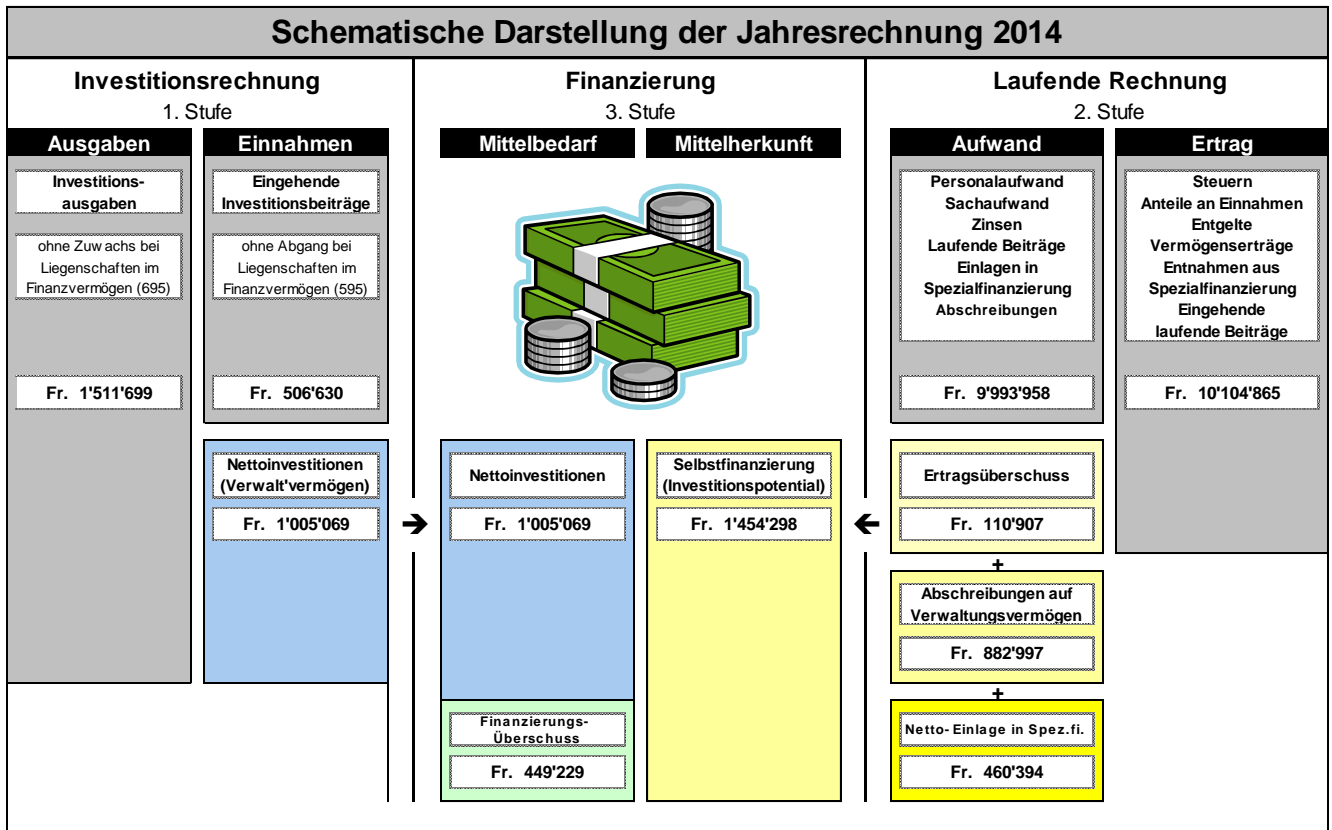 Schematische Darstellung der Jahresrechnung 2014
Investitionsrechnung
1. Stufe
Ausgaben
Einnahmen
Investitions-
ausgaben
Eingehende
Investitionsbeiträge
ohne Zuwachs bei
Liegenschaften im
Finanzvermögen (695)
ohne Abgang bei
Liegenschaften im
Finanzvermögen (595)
Fr. 1'511'699
Fr. 506'630
Nettoinvestitionen
(Verwalt'vermögen)
Fr. 1'005'069
➔
Finanzierung
3. Stufe
Mittelbedarf
Mittelherkunft
Nettoinvestitionen
Fr. 1'005'069
Selbstfinanzierung
(Investitionspotential)
Fr. 1'454'298
Finanzierungs-
Überschuss
Fr. 449'229
🡸
Laufende Rechnung
2. Stufe
Aufwand
Ertrag
Personalaufwand
Sachaufwand
Zinsen
Laufende Beiträge
Einlagen in
Spezialfinanzierung
Abschreibungen
Steuern
Anteile an Einnahmen
Entgelte
Vermögenserträge
Entnahmen aus
Spezialfinanzierung
Eingehende
laufende Beiträge
Fr. 9'993'958
Fr. 10'104'865
Ertragsüberschuss
Fr. 110'907
+
Abschreibungen auf
Verwaltungsvermögen
Fr. 882'997
+
Netto-Einlage in Spez.fi.
Fr. 460'394